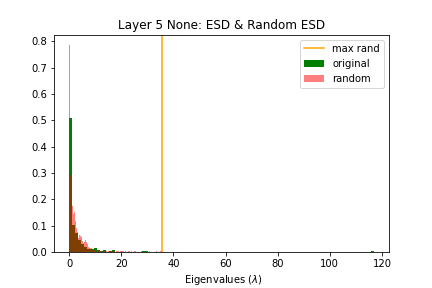 Layer 5 None: ESD & Random ESD
max rand
original
random
0.8
0.7
0.6
0.5
0.4
0.3
0.2
0.1
0.0
0 20 40 60 80 100 120
Eigenvalues (λ)